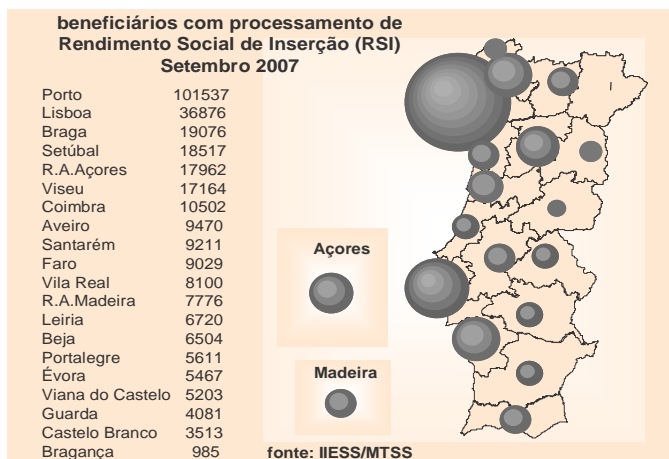 beneficiários com processamento de
Rendimento Social de Inserção (RSI)
Setembro 2007
Porto 101537
Lisboa 36876
Braga 19076
Setúbal 18517
R.A.Açores 17962
Viseu 17164
Coimbra 10502
Aveiro 9470
Santarém 9211
Faro 9029
Vila Real 8100
R.A.Madeira 7776
Leiria 6720
Beja 6504
Portalegre 5611
Évora 5467
Viana do Castelo 5203
Guarda 4081
Castelo Branco 3513
Bragança 985
Açores
Madeira
fonte: IIESS/MTSS